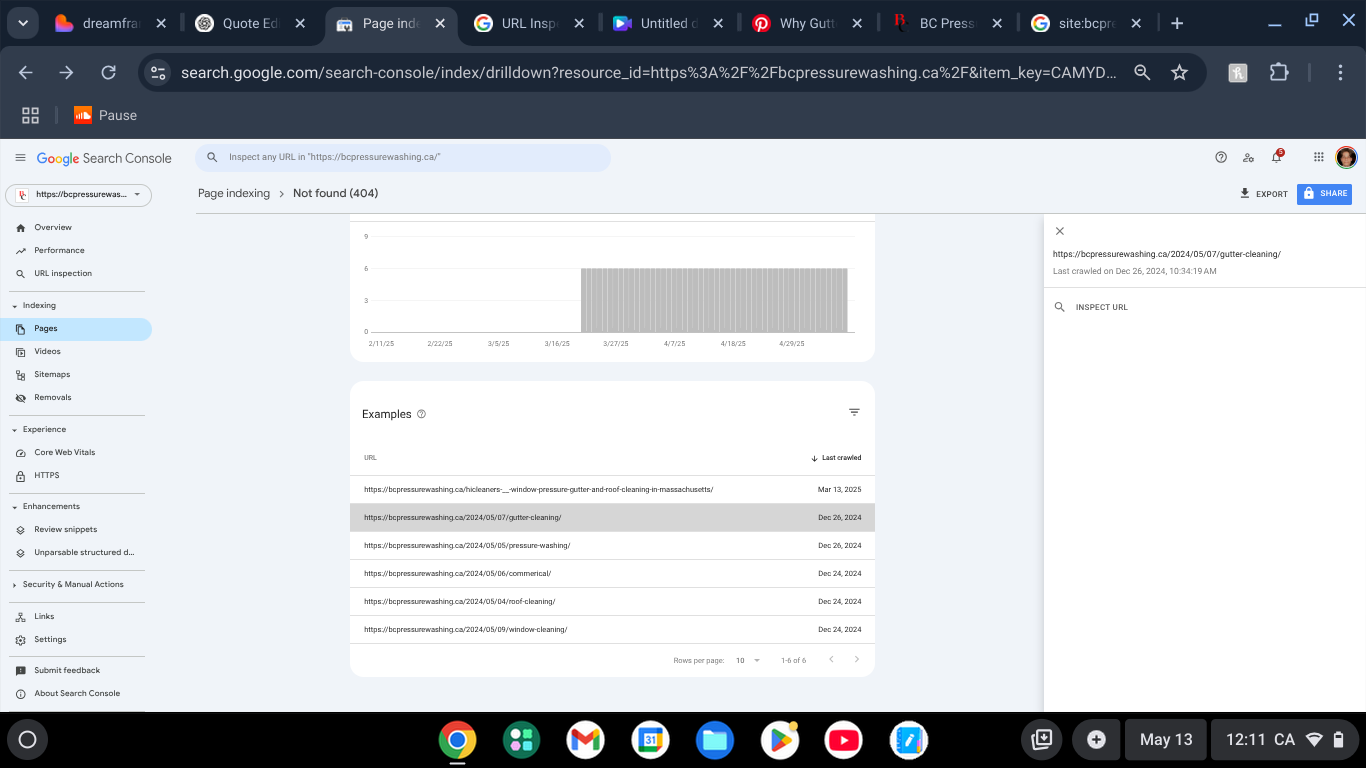 dreamfra
Quote Ed
Page inde
URL Insp
Untitled d
Why Gutt
BC Press
site:bcpre
search.google.com/search-console/index/drilldown?resource_id=https%3A%2F%2Fbcpressurewashing.ca%2F&item_key=CAMYD...
Pause
Google Search Console
Inspect any URL in "https://bcpressurewashing.ca/"
5
https://bcpressurewas...
Page indexing
Not found (404)
EXPORT
SHARE
Overview
Performance
URL inspection
Indexing
Pages
Videos
Sitemaps
Removals
Experience
Core Web Vitals
HTTPS
Enhancements
Review snippets
Unparsable structured d...
Security & Manual Actions
Links
Settings
Submit feedback
About Search Console
9
6
3
0
2/11/25 2/22/25 3/5/25 3/16/25 3/27/25 4/7/25 4/18/25 4/29/25
Examples
URL Last crawled
https://bcpressurewashing.ca/hicleaners-__-window-pressure-gutter-and-roof-cleaning-in-massachusetts/ Mar 13, 2025
https://bcpressurewashing.ca/2024/05/07/gutter-cleaning/ Dec 26, 2024
https://bcpressurewashing.ca/2024/05/05/pressure-washing/ Dec 26, 2024
https://bcpressurewashing.ca/2024/05/06/commerical/ Dec 24, 2024
https://bcpressurewashing.ca/2024/05/04/roof-cleaning/ Dec 24, 2024
https://bcpressurewashing.ca/2024/05/09/window-cleaning/ Dec 24, 2024
Rows per page: 10 1-6 of 6
https://bcpressurewashing.ca/2024/05/07/gutter-cleaning/
Last crawled on Dec 26, 2024, 10:34:19 AM
INSPECT URL
31
May 13
12:11 CA